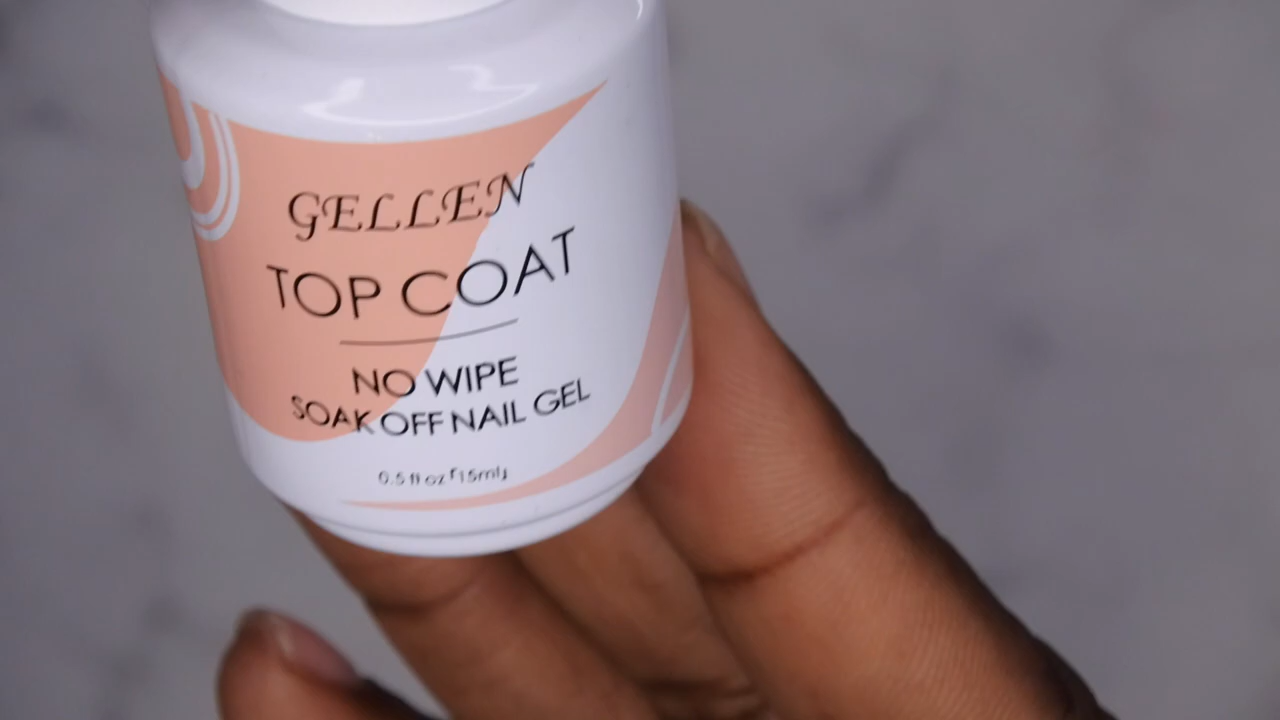 GELLEN
TOP COAT
NO WIPE
SOAK OFF NAIL GEL
0.5 fl oz「15ml」